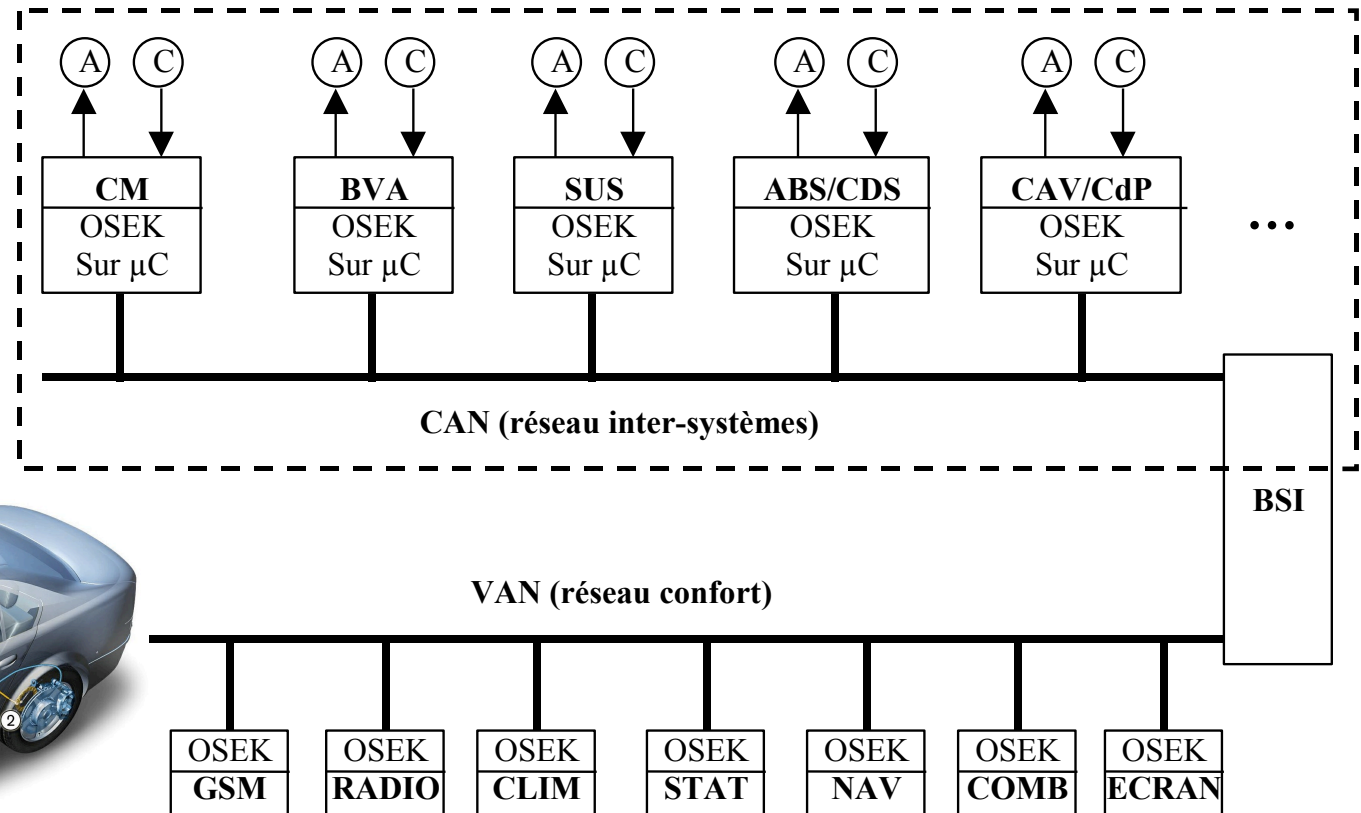 A C A C A C A C A C
CM BVA SUS ABS/CDS CAV/CdP
OSEK OSEK OSEK OSEK OSEK ...
Sur µC Sur µC Sur µC Sur µC Sur µC
CAN (réseau inter-systèmes)
BSI
VAN (réseau confort)
2
OSEK OSEK OSEK OSEK OSEK OSEK OSEK
GSM RADIO CLIM STAT NAV COMB ECRAN